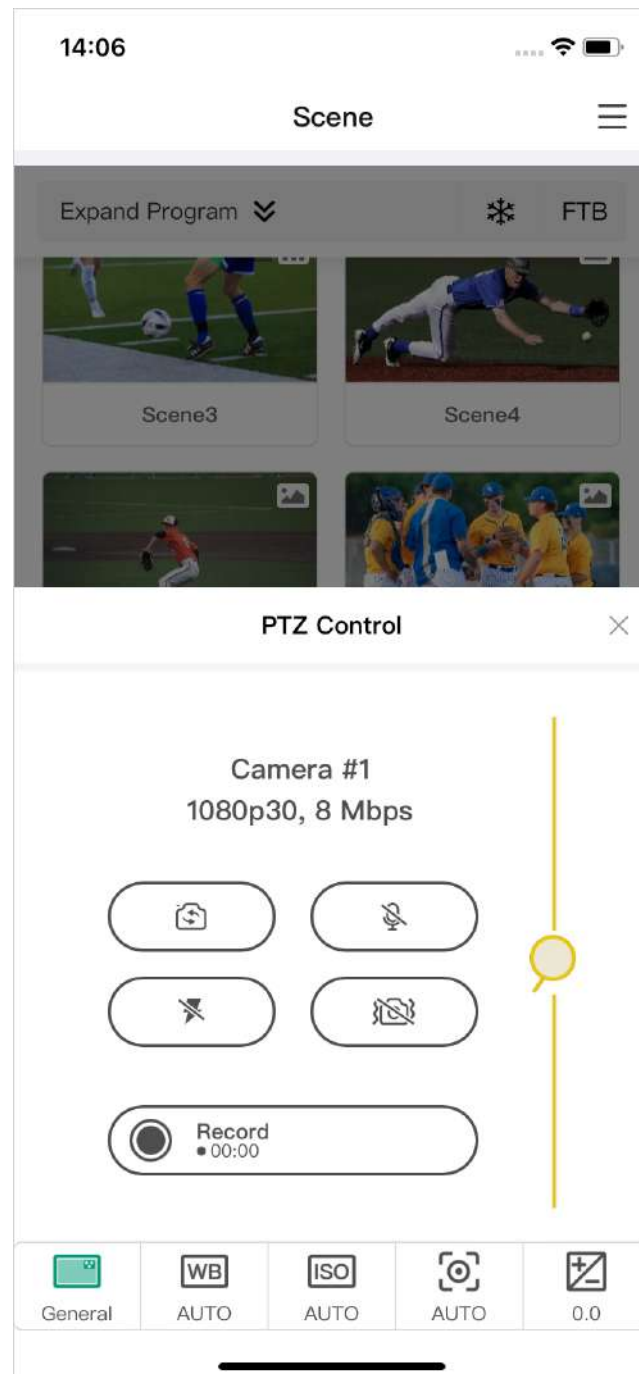 14:06
Scene
Expand Program
FTB
Scene3
Scene4
PTZ Control
Camera #1
1080p30, 8 Mbps
Record
00:00
WB
ISO
General
AUTO
AUTO
AUTO
0.0